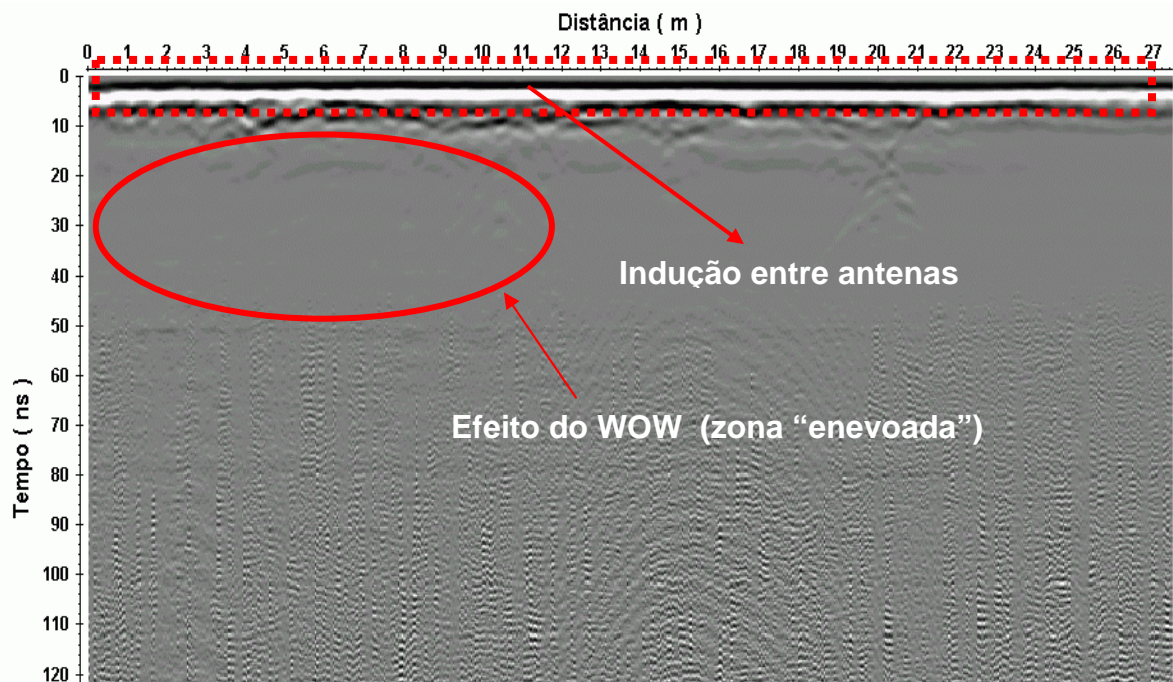 Distância ( m )
0 1 2 3 4 5 6 7 8 9 10 11 12 13 14 15 16 17 18 19 20 21 22 23 24 25 26 27
0
10
20
30
40
50
60
70
80
90
100
110
120
Tempo ( ns )
Indução entre antenas
Efeito do WOW (zona “enevoada”)